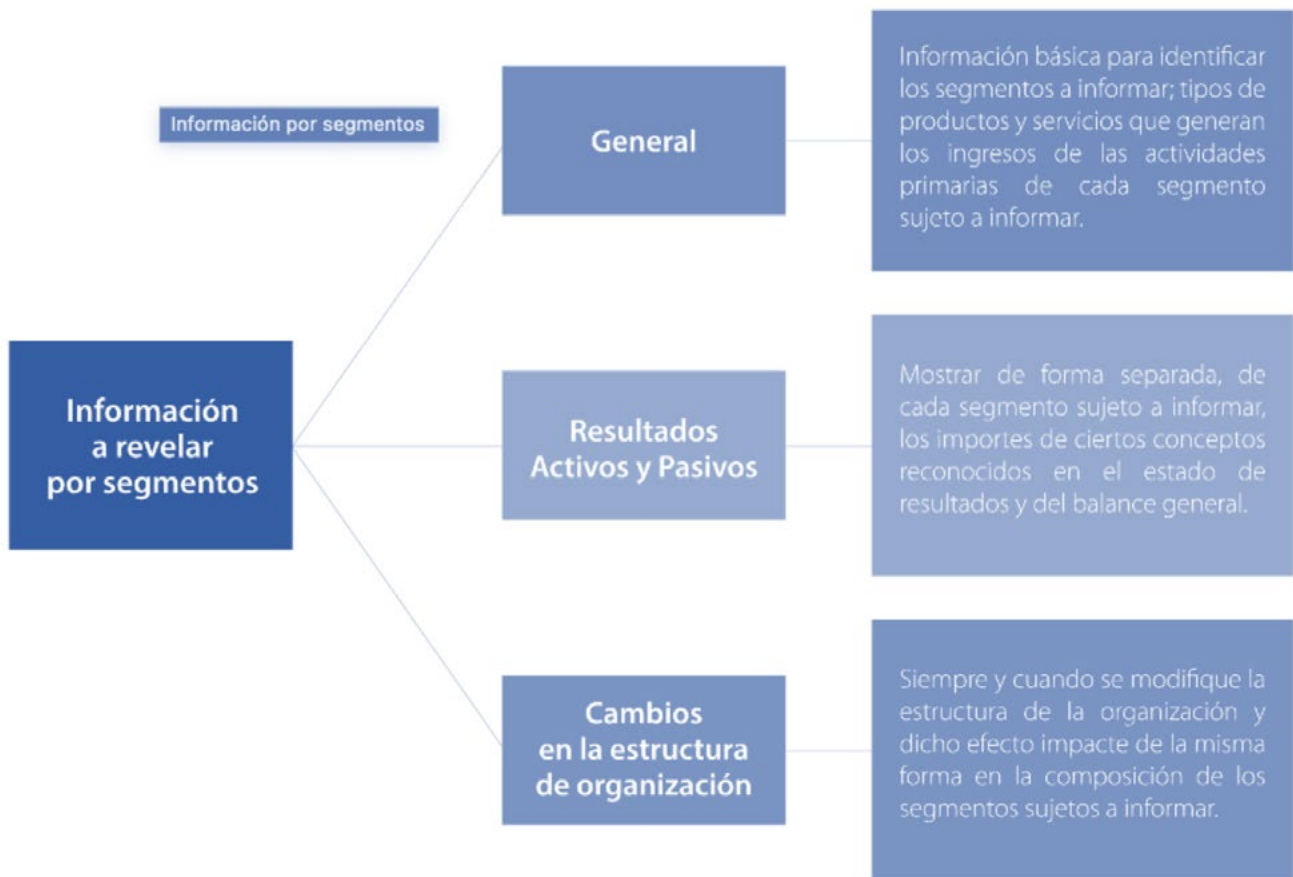 Información por segmentos
Información
a revelar
por segmentos
General
Información básica para identificar
los segmentos a informar; tipos de
productos y servicios que generan
los ingresos de las actividades
primarias de cada segmento
sujeto a informar.
Resultados
Activos y Pasivos
Mostrar de forma separada, de
cada segmento sujeto a informar,
los importes de ciertos conceptos
reconocidos en el estado de
resultados y del balance general.
Cambios
en la estructura
de organización
Siempre y cuando se modifique la
estructura de la organización y
dicho efecto impacte de la misma
forma en la composición de los
segmentos sujetos a informar.